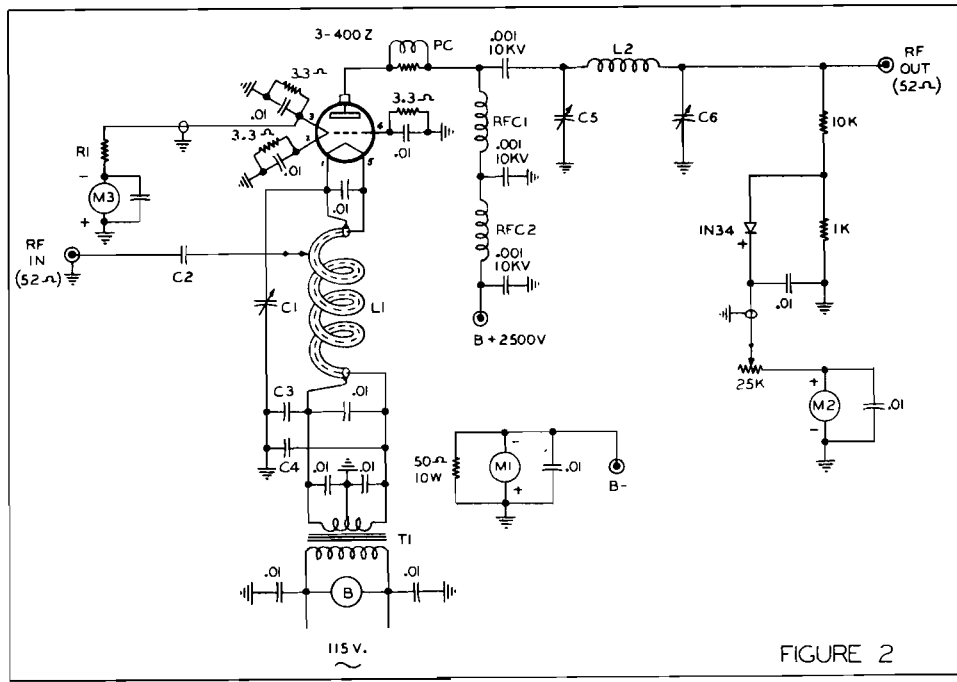 3-400Z
PC
.001
10KV
L2
RF
OUT
(52Ω)
3.3Ω
.01
3
3.3Ω
4
.01
3.3Ω
2
.01
1
5
.01
R1
-
M3
+
RFC1
.001
10KV
C5
C6
10K
RF
IN
(52Ω)
C2
C1
L1
RFC2
.001
10KV
B+2500V
1N34
+
1K
.01
25K
+
M2
-
.01
C3
.01
C4
.01
.01
50Ω
10W
-
M1
+
.01
B-
T1
.01
B
.01
115V.
FIGURE 2